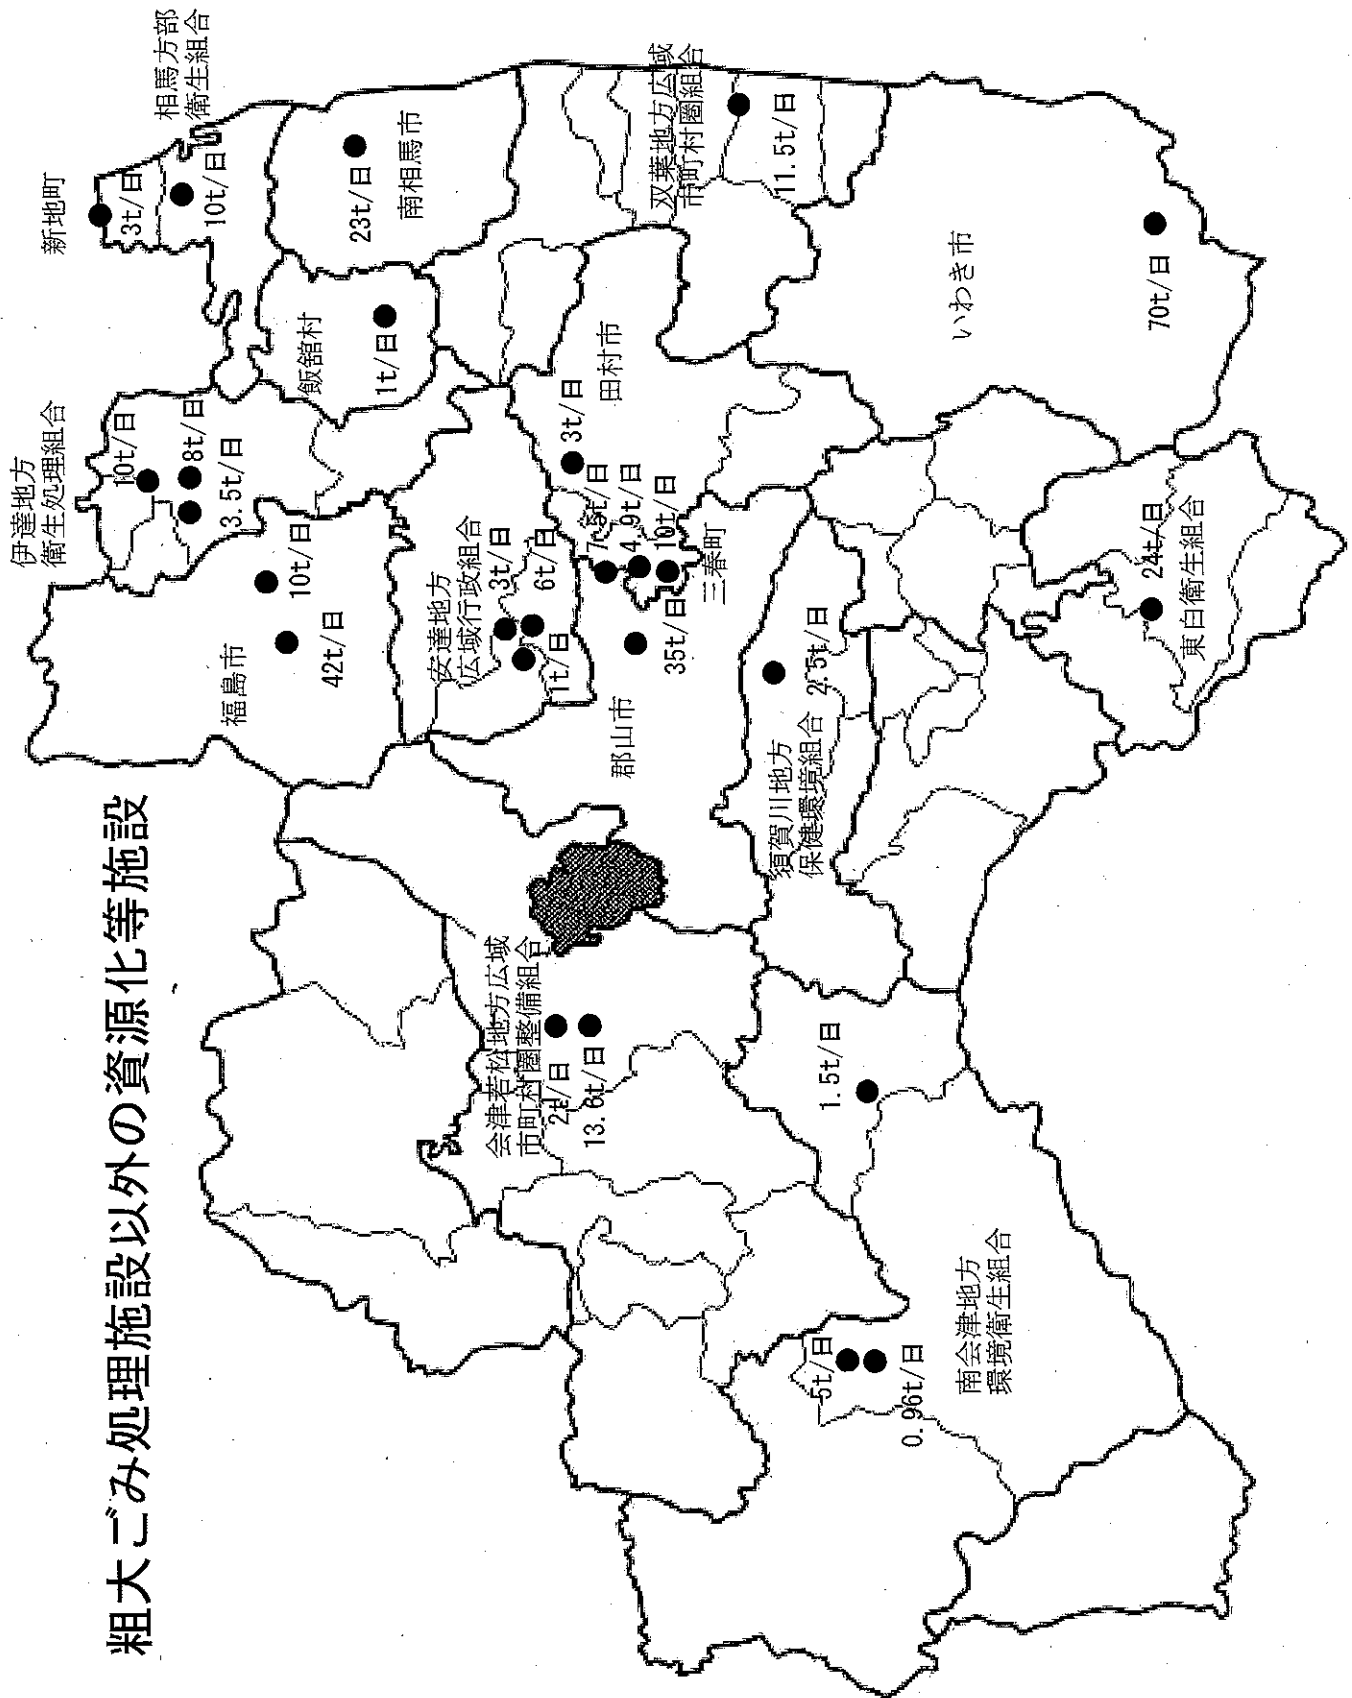 粗大ごみ処理施設以外の資源化等施設
新地町
3t/日
相馬方部
衛生組合
10t/日
伊達地方
衛生処理組合
10t/日
8t/日
3.5t/日
福島市
10t/日
42t/日
飯舘村
1t/日
23t/日
南相馬市
安達地方
広域行政組合
3t/日
6t/日
1t/日
田村市
3t/日
4.9t/日
10t/日
三春町
郡山市
35t/日
双葉地方広域
市町村圏組合
11.5t/日
会津若松地方広域
市町村圏整備組合
2t/日
13.6t/日
須賀川地方
保健環境組合
2.5t/日
いわき市
70t/日
1.5t/日
5t/日
0.96t/日
南会津地方
環境衛生組合
24t/日
東白衛生組合